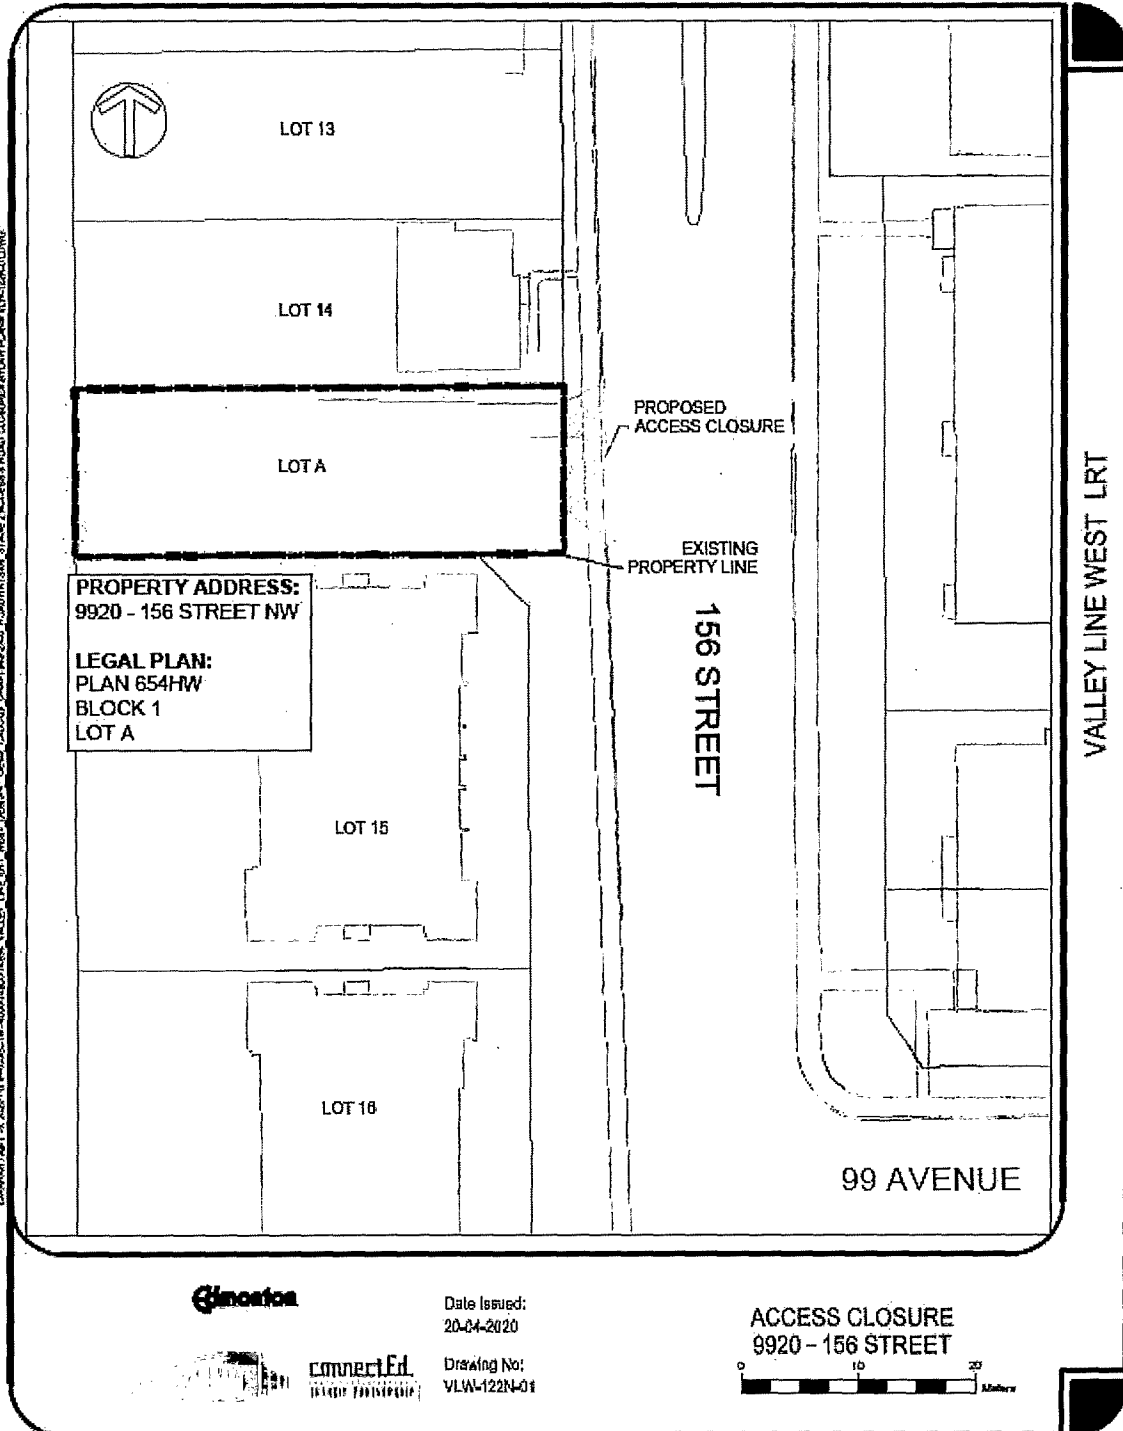 LOT 13
LOT 14
PROPOSED
ACCESS CLOSURE
LOT A
EXISTING
PROPERTY LINE
PROPERTY ADDRESS:
9920 - 156 STREET NW
LEGAL PLAN:
PLAN 654HW
BLOCK 1
LOT A
156 STREET
VALLEY LINE WEST LRT
LOT 15
LOT 16
99 AVENUE
Edmonton
Date Issued:
20-04-2020
connectEd
Drawing No:
VLW-122N-01
ACCESS CLOSURE
9920 - 156 STREET
0 10 20
Meters